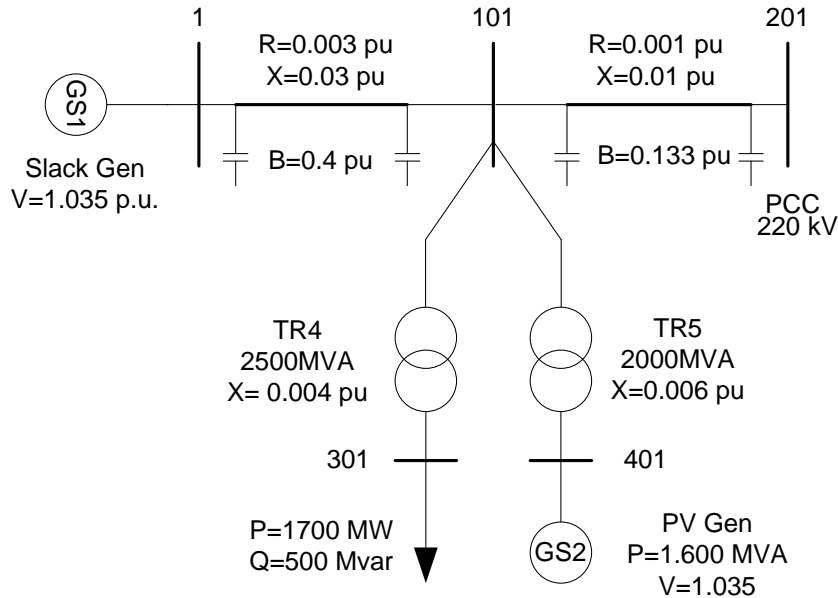 1
101
201
R=0.003 pu
X=0.03 pu
R=0.001 pu
X=0.01 pu
GS1
B=0.4 pu
B=0.133 pu
Slack Gen
V=1.035 p.u.
PCC
220 kV
TR4
2500MVA
X= 0.004 pu
TR5
2000MVA
X=0.006 pu
301
401
P=1700 MW
Q=500 Mvar
GS2
PV Gen
P=1.600 MVA
V=1.035